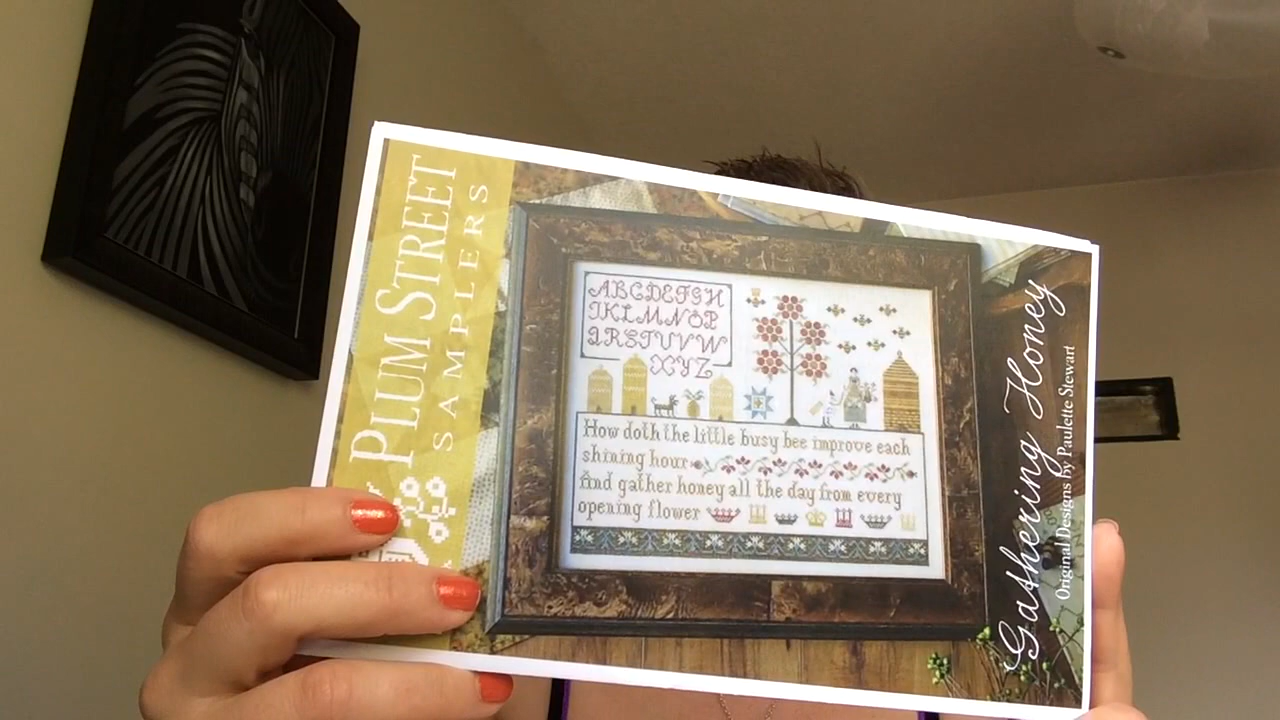 PLUM STREET
SAMPLERS
ABCDEFGH
IKLMNOP
QRSTUVW
XYZ
How doth the little busy bee improve each
shining hour
And gather honey all the day from every
opening flower
Gathering Honey
Original Designs by Paulette Stewart